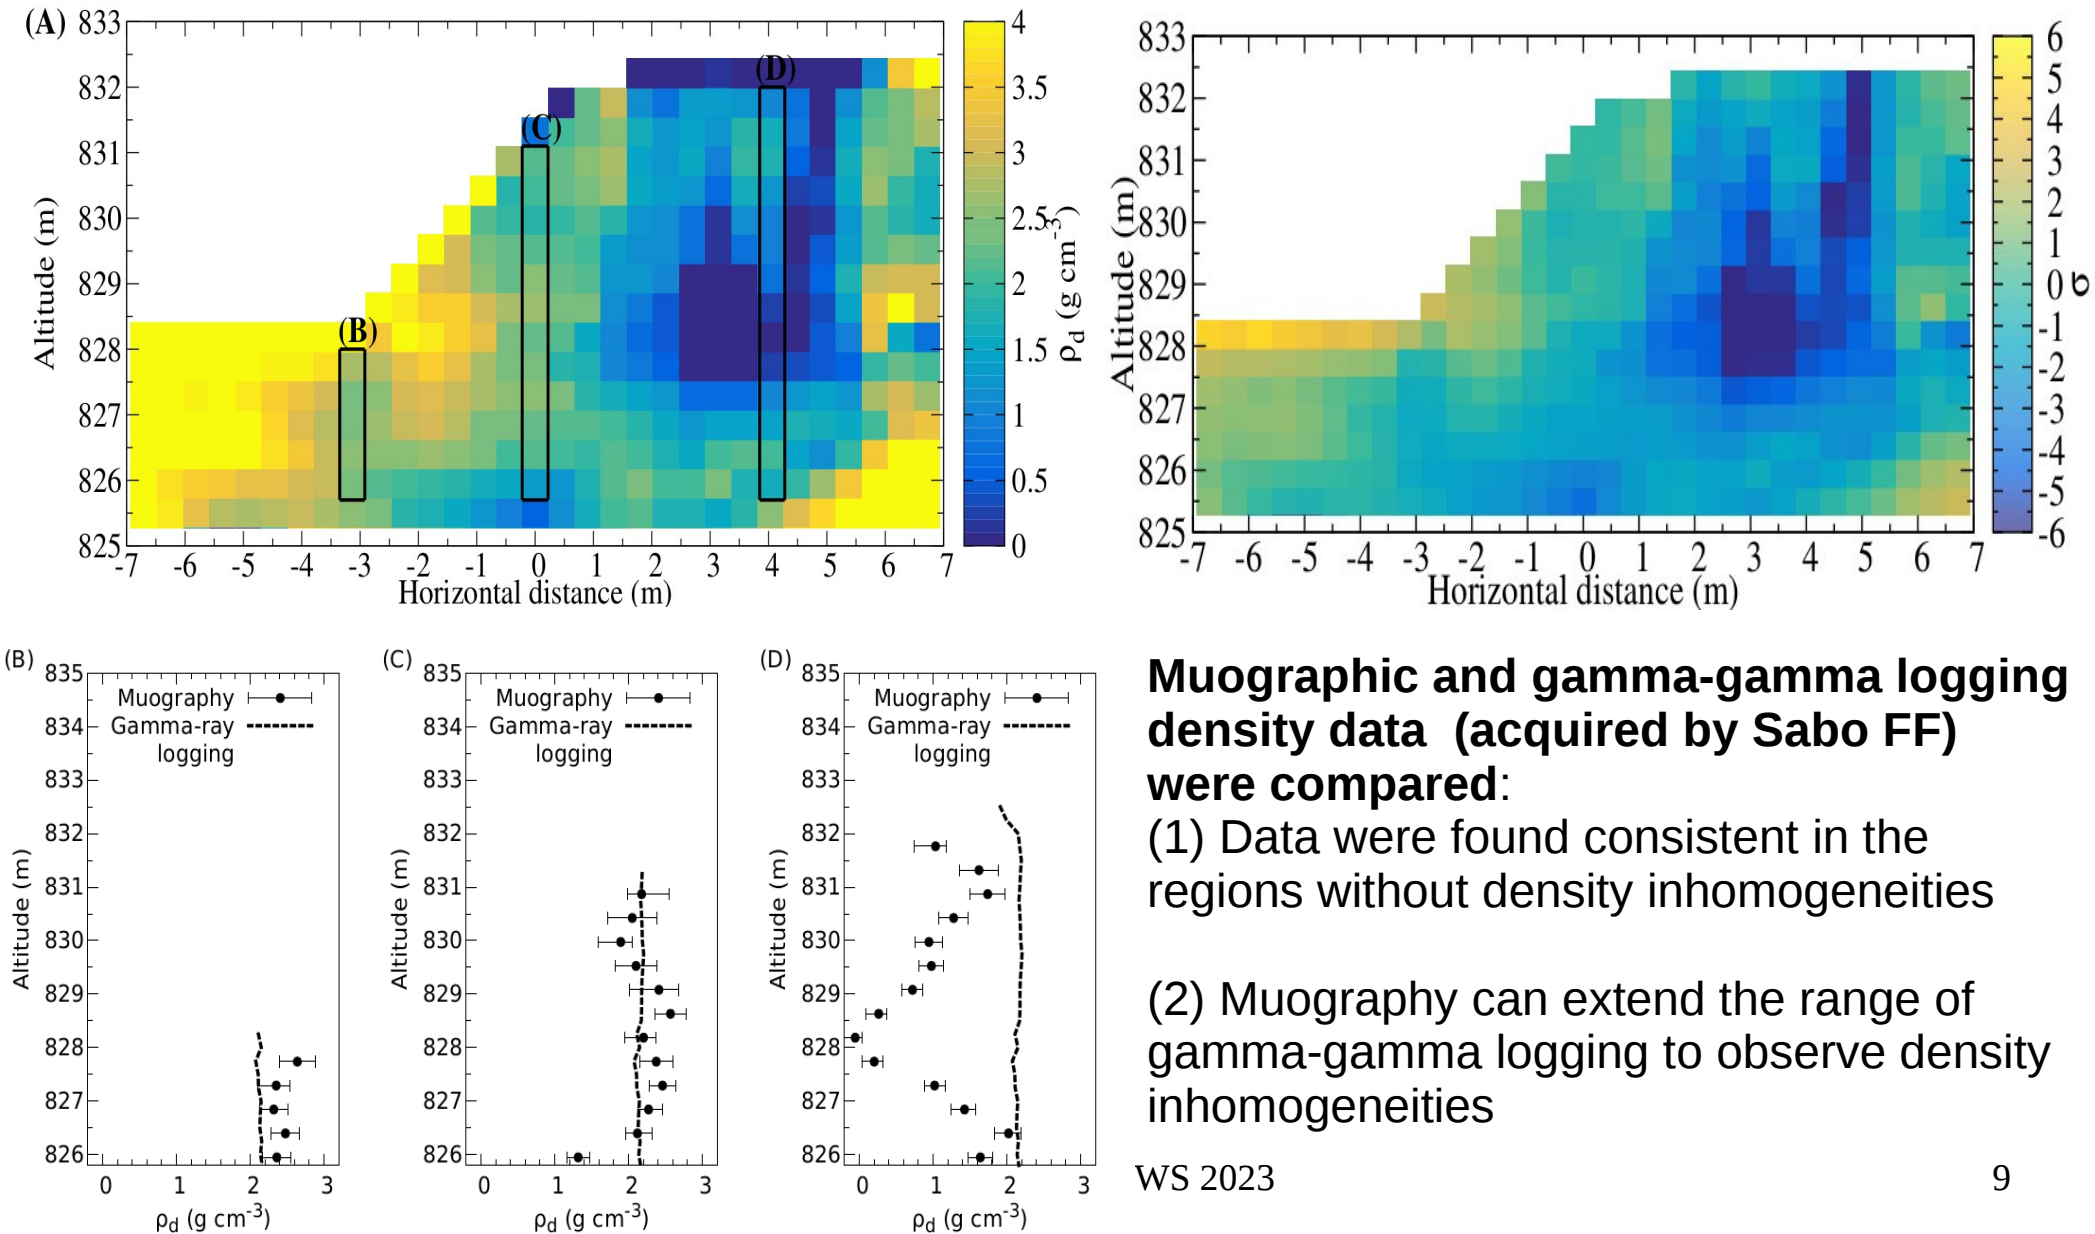 (A)
833
832
831
830
829
828
827
826
825
Altitude (m)
-7 -6 -5 -4 -3 -2 -1 0 1 2 3 4 5 6 7
Horizontal distance (m)
(B)
(C)
(D)
4
3.5
3
2.5
2
1.5
1
0.5
0
ρd (g cm-3)
833
832
831
830
829
828
827
826
825
Altitude (m)
-7 -6 -5 -4 -3 -2 -1 0 1 2 3 4 5 6 7
Horizontal distance (m)
6
5
4
3
2
1
0
-1
-2
-3
-4
-5
-6
σ
(B)
835
834
833
832
831
830
829
828
827
826
Altitude (m)
Muography
Gamma-ray
logging
0 1 2 3
ρd (g cm-3)
(C)
835
834
833
832
831
830
829
828
827
826
Altitude (m)
Muography
Gamma-ray
logging
0 1 2 3
ρd (g cm-3)
(D)
835
834
833
832
831
830
829
828
827
826
Altitude (m)
Muography
Gamma-ray
logging
0 1 2 3
ρd (g cm-3)
Muographic and gamma-gamma logging
density data (acquired by Sabo FF)
were compared:
(1) Data were found consistent in the
regions without density inhomogeneities
(2) Muography can extend the range of
gamma-gamma logging to observe density
inhomogeneities
WS 2023
9